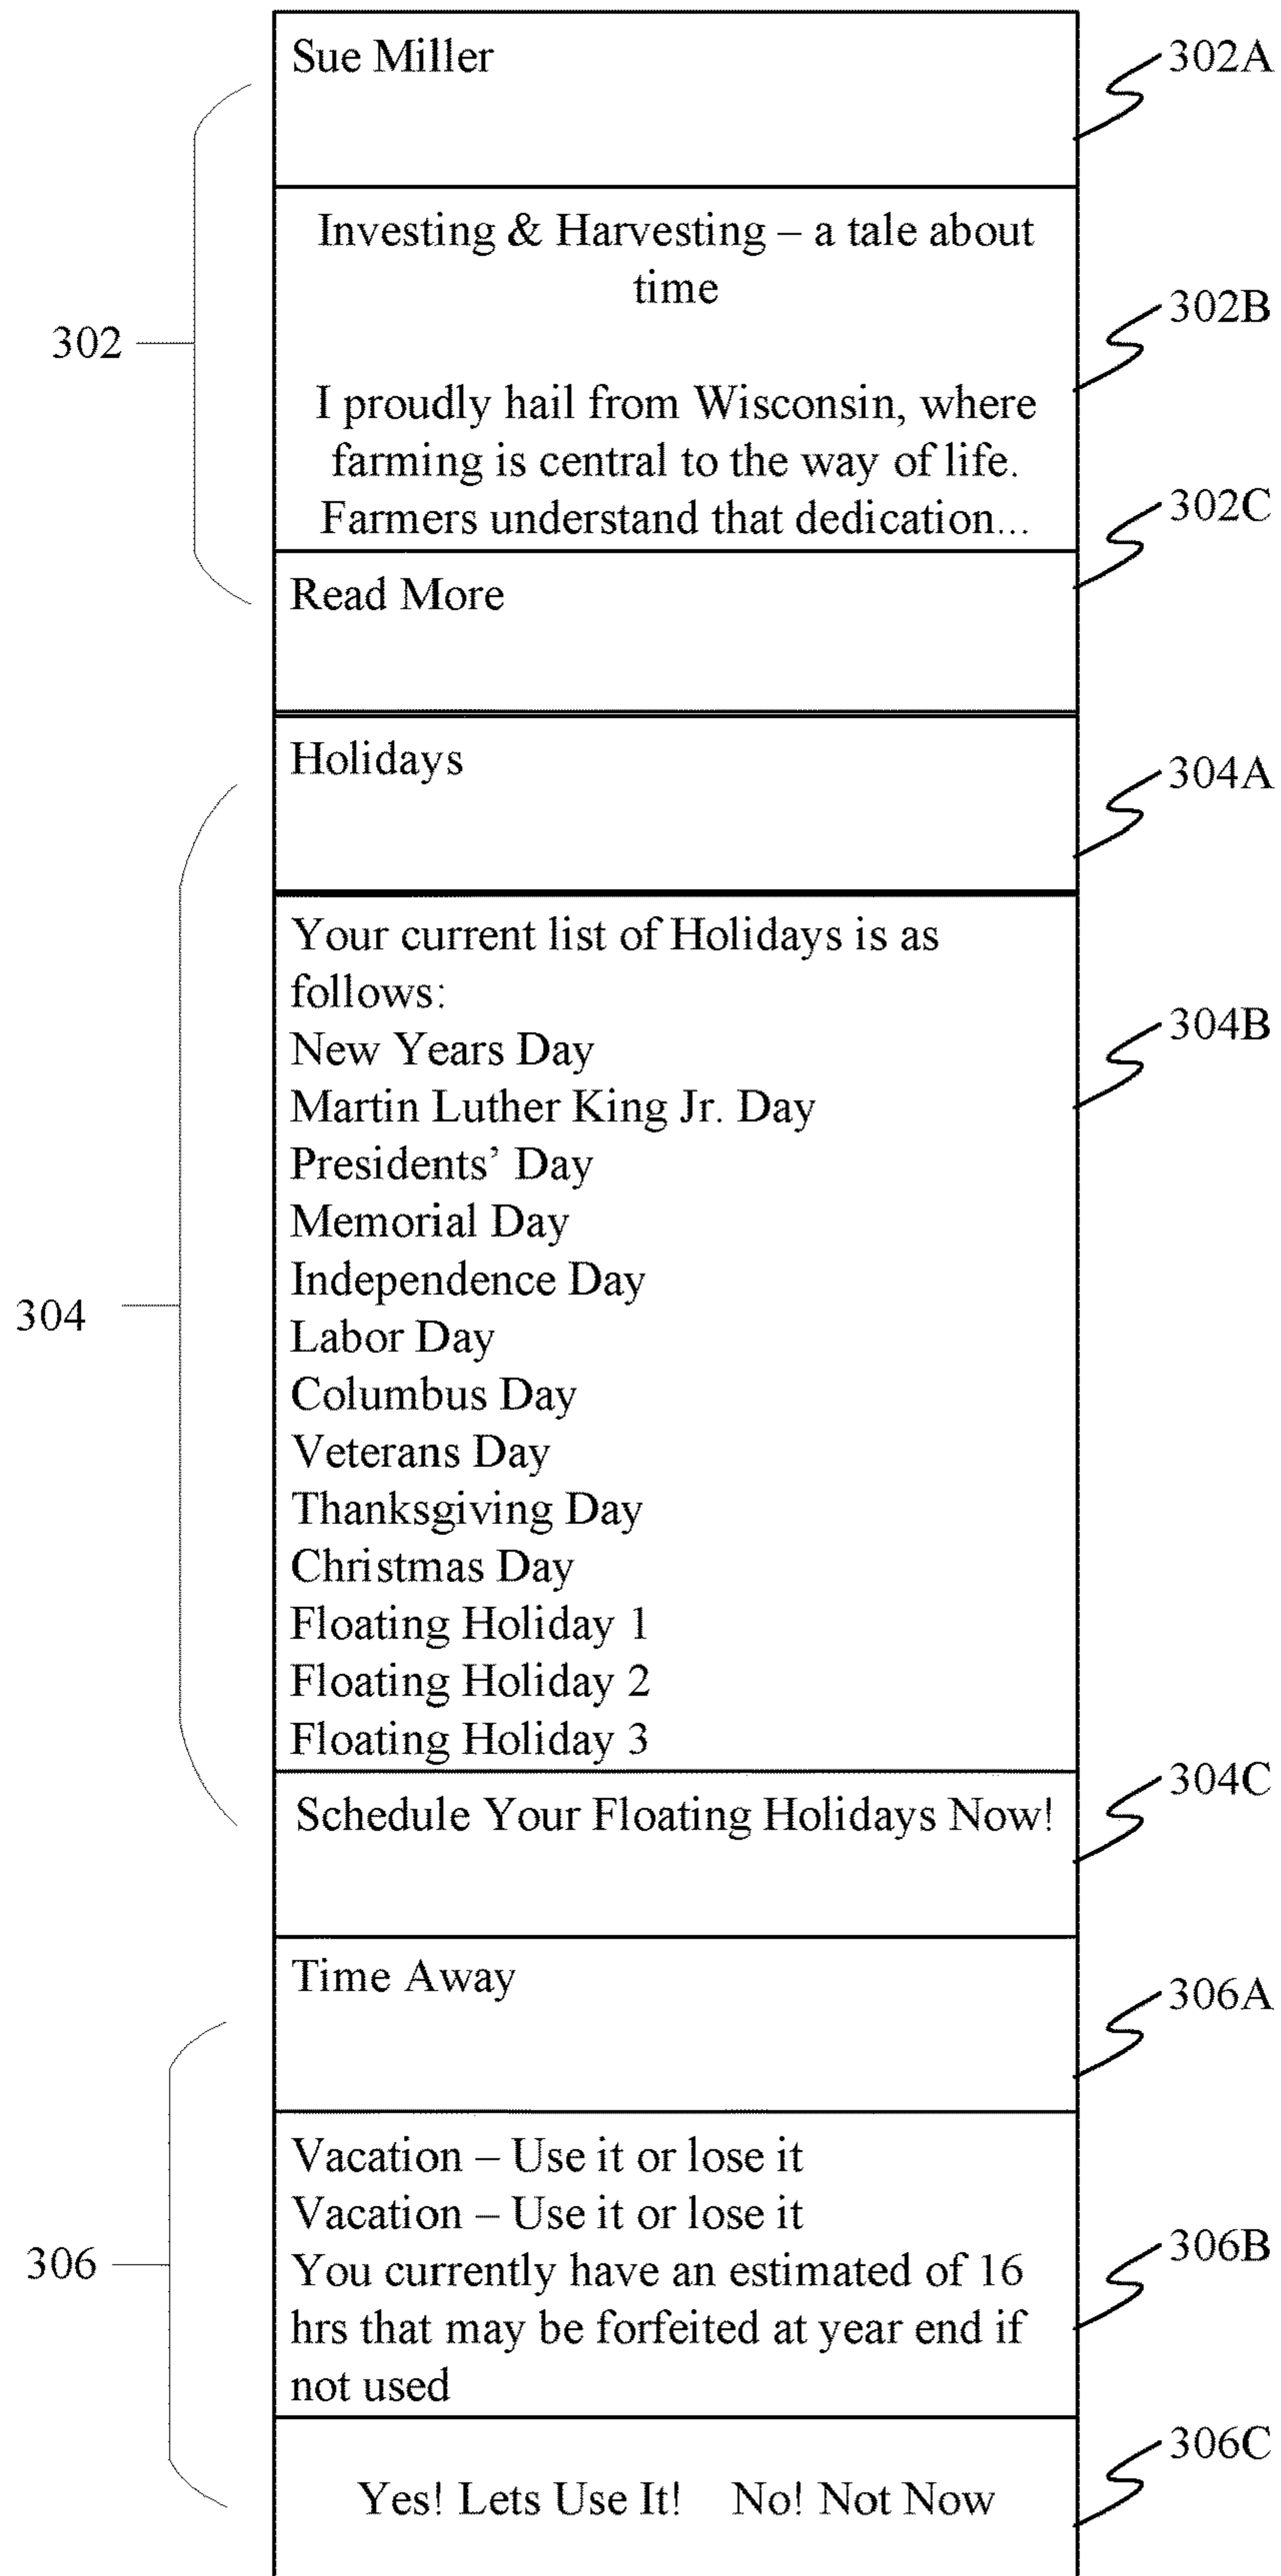 Sue Miller
302A
Investing & Harvesting – a tale about
time
302B
302
I proudly hail from Wisconsin, where
farming is central to the way of life.
Farmers understand that dedication...
302C
Read More
Holidays
304A
Your current list of Holidays is as
follows:
304B
New Years Day
Martin Luther King Jr. Day
Presidents’ Day
Memorial Day
Independence Day
304
Labor Day
Columbus Day
Veterans Day
Thanksgiving Day
Christmas Day
Floating Holiday 1
Floating Holiday 2
Floating Holiday 3
304C
Schedule Your Floating Holidays Now!
Time Away
306A
Vacation – Use it or lose it
Vacation – Use it or lose it
306B
306
You currently have an estimated of 16
hrs that may be forfeited at year end if
not used
306C
Yes! Lets Use It! No! Not Now